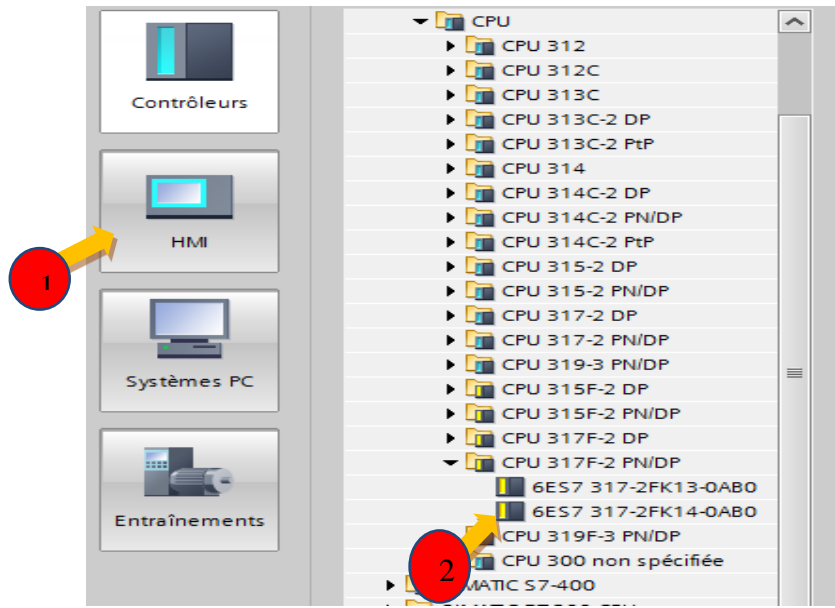 Contrôleurs
HMI
Systèmes PC
Entraînements
1
CPU
CPU 312
CPU 312C
CPU 313C
CPU 313C-2 DP
CPU 313C-2 PtP
CPU 314
CPU 314C-2 DP
CPU 314C-2 PN/DP
CPU 314C-2 PtP
CPU 315-2 DP
CPU 315-2 PN/DP
CPU 317-2 DP
CPU 317-2 PN/DP
CPU 319-3 PN/DP
CPU 315F-2 DP
CPU 315F-2 PN/DP
CPU 317F-2 DP
CPU 317F-2 PN/DP
6ES7 317-2FK13-0AB0
6ES7 317-2FK14-0AB0
CPU 319F-3 PN/DP
CPU 300 non spécifiée
2
MATIC S7-400